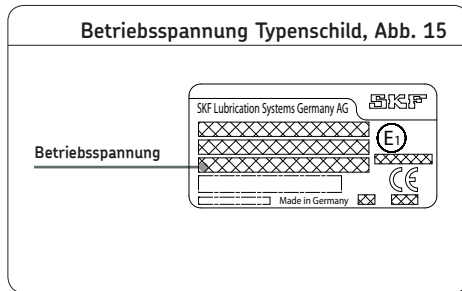 Betriebsspannung Typenschild, Abb. 15
SKF Lubrication Systems Germany AG
SKF
E1
Betriebsspannung
CE
Made in Germany